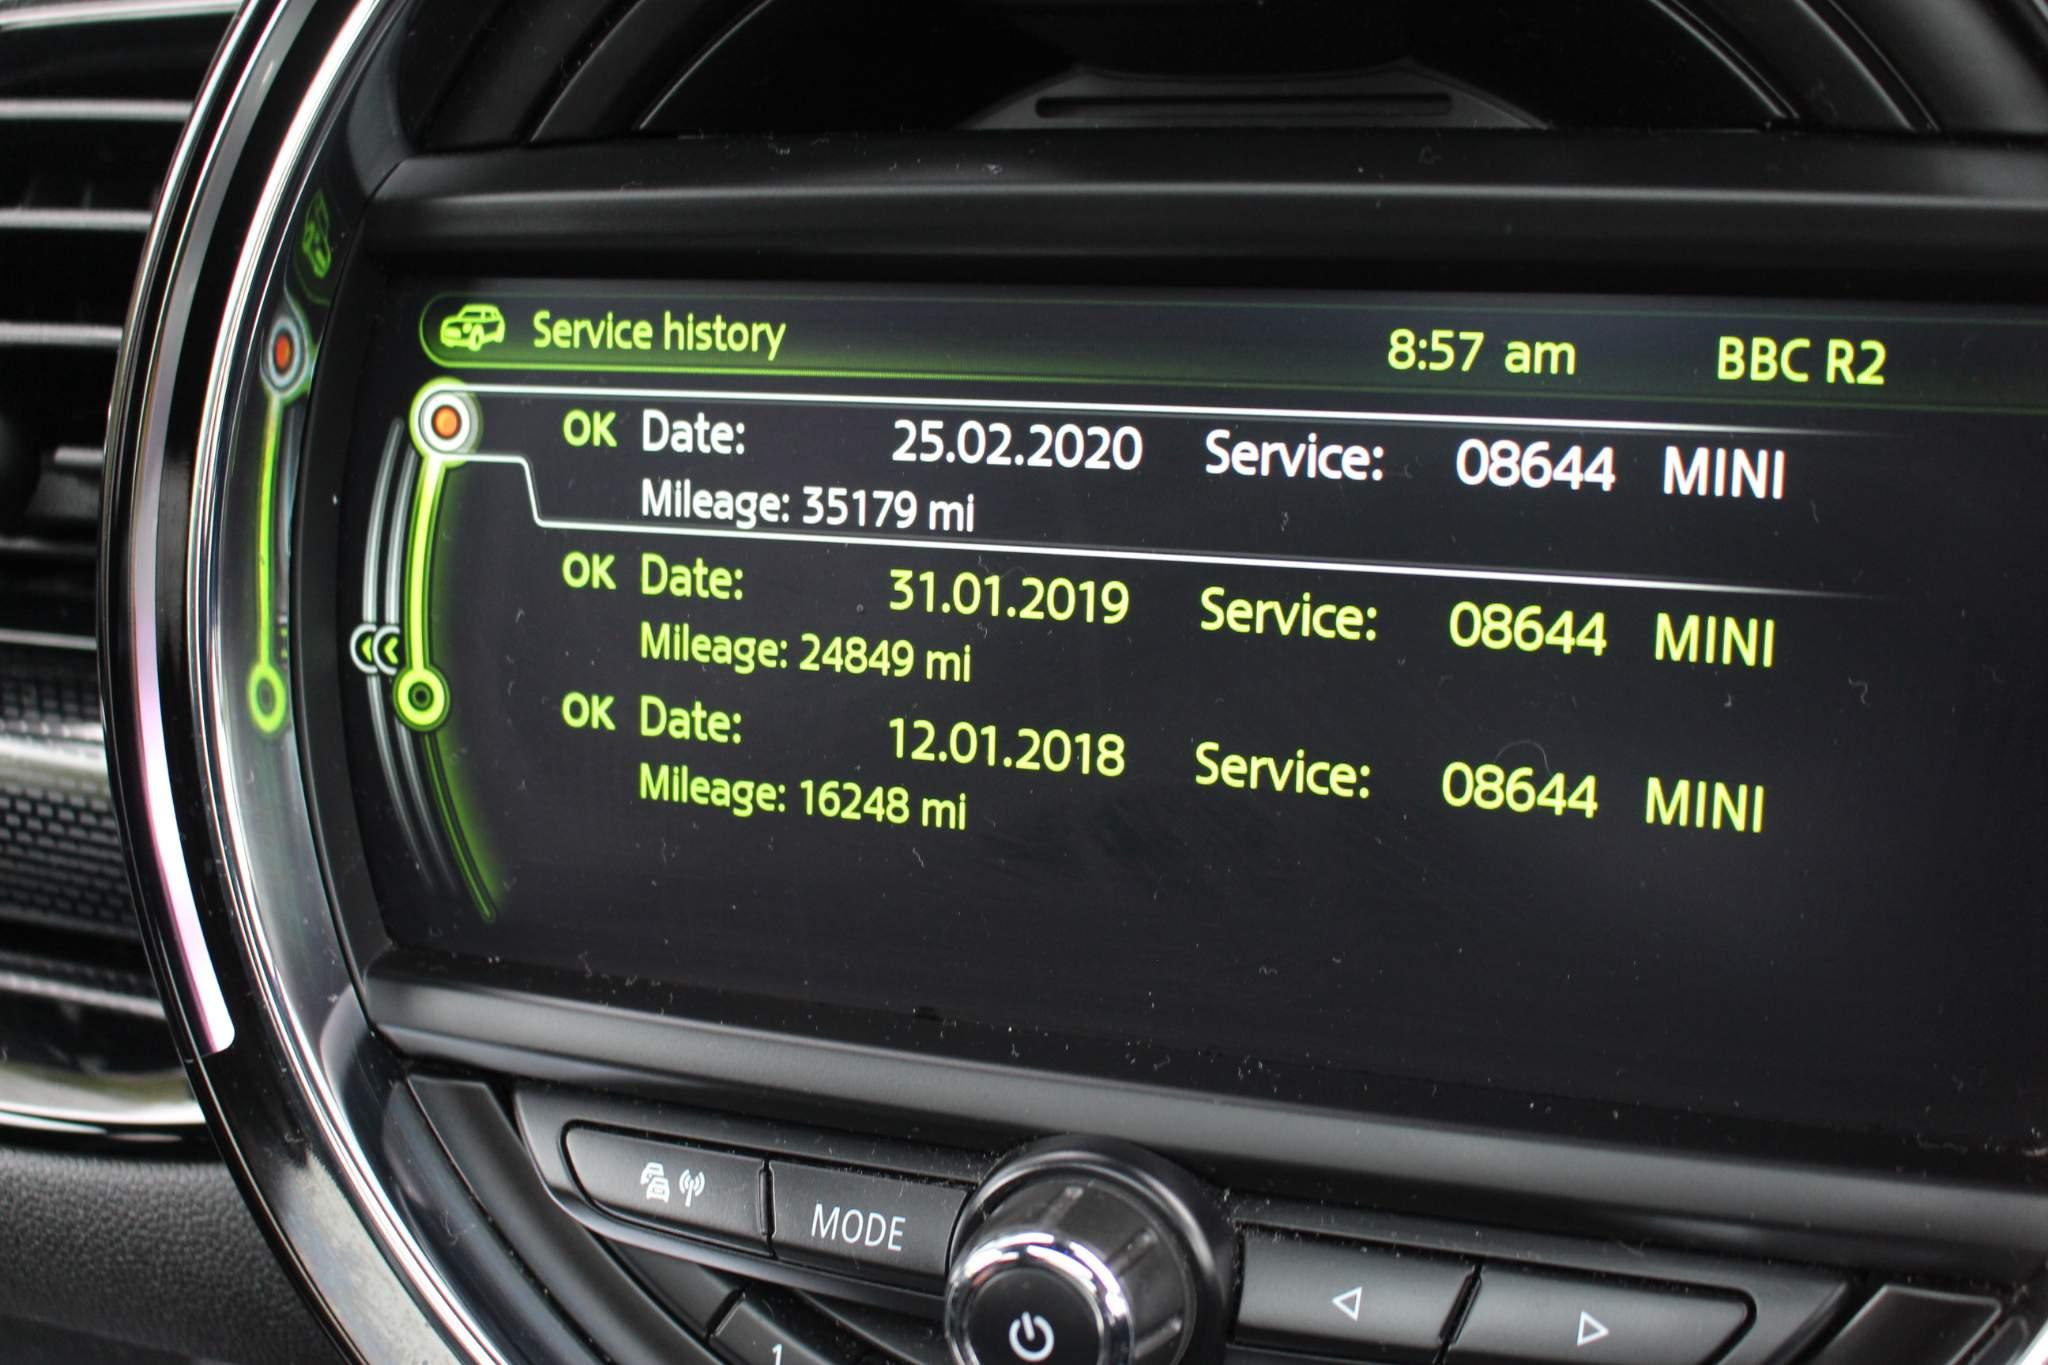 Service history 8:57 am BBC R2
OK Date: 25.02.2020 Service: 08644 MINI
Mileage: 35179 mi
OK Date: 31.01.2019 Service: 08644 MINI
Mileage: 24849 mi
OK Date: 12.01.2018 Service: 08644 MINI
Mileage: 16248 mi
MODE
1